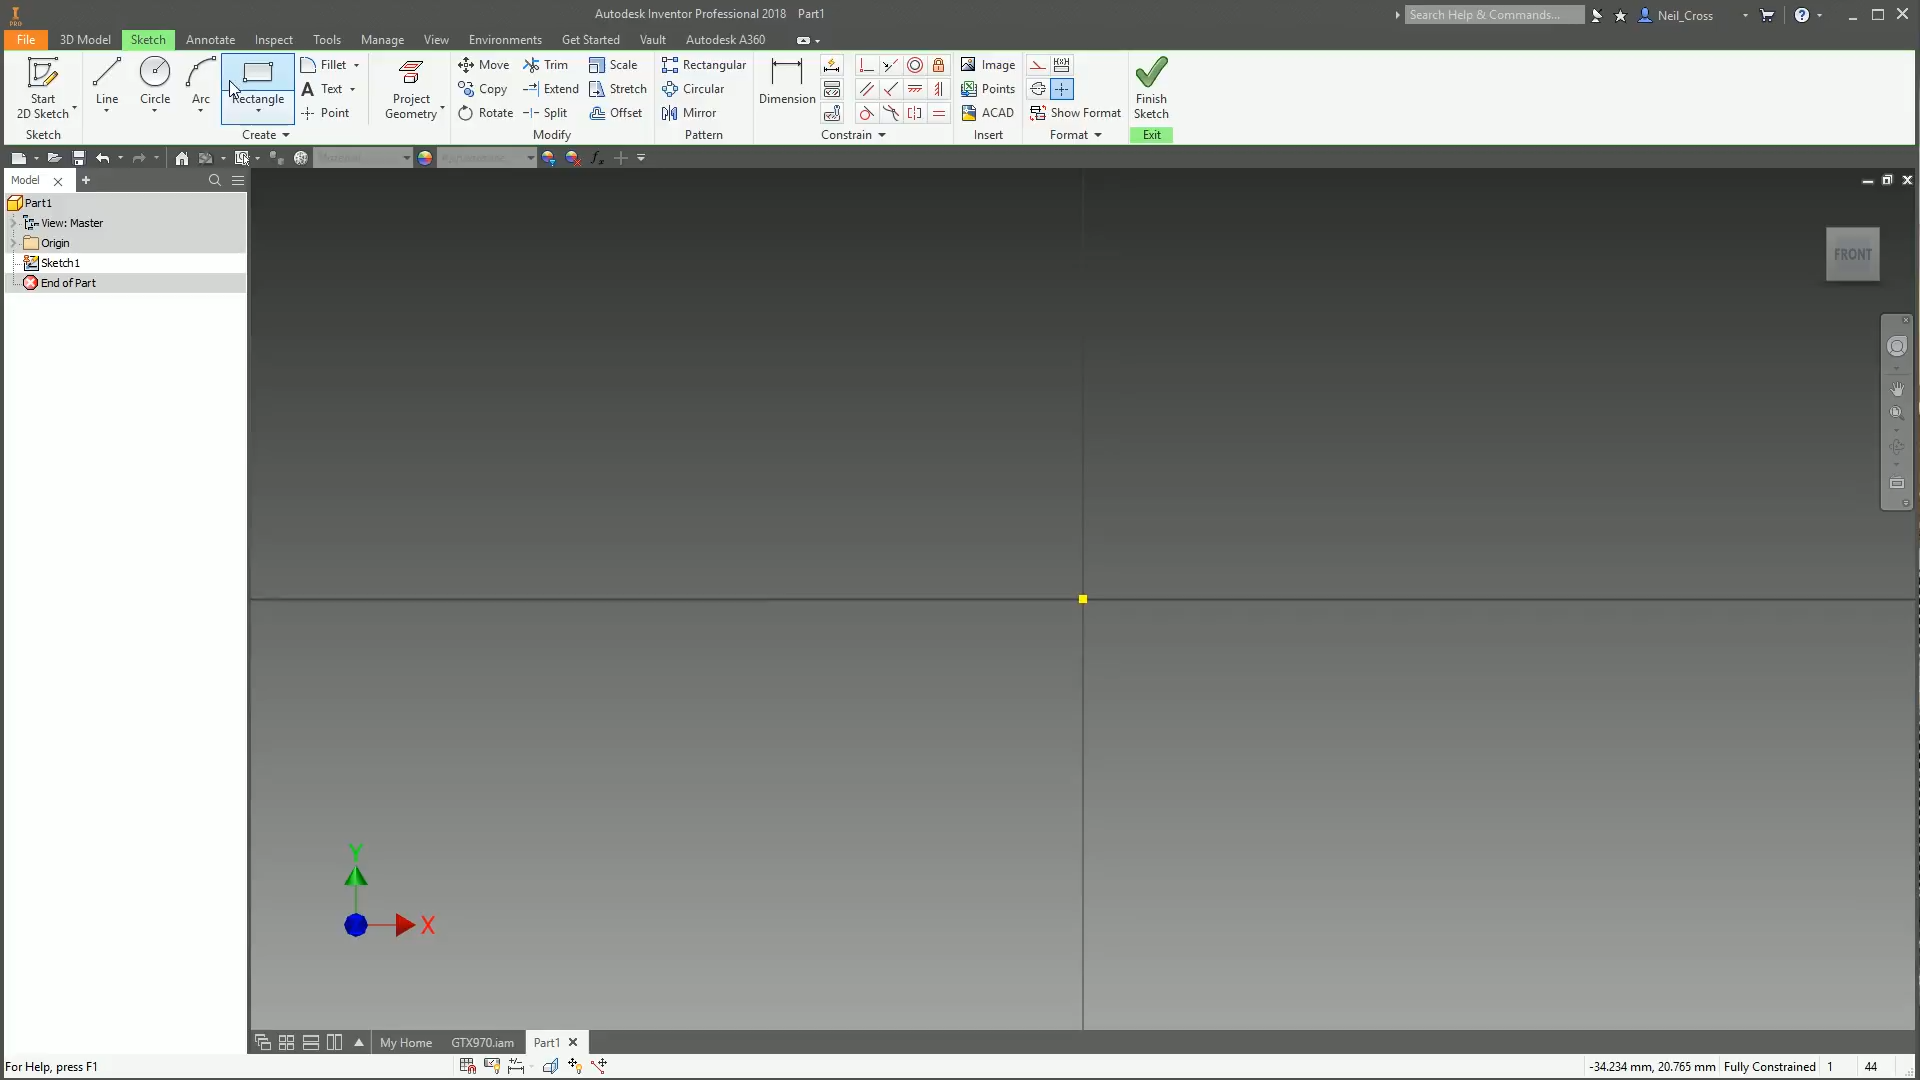 Autodesk Inventor Professional 2018 Part1
Search Help & Commands...
Neil_Cross
PRO
File 3D Model Sketch Annotate Inspect Tools Manage View Environments Get Started Vault Autodesk A360
Start
2D Sketch
Line
Circle
Arc
Rectangle
Fillet
Text
Point
Project
Geometry
Move
Copy
Rotate
Trim
Extend
Split
Scale
Stretch
Offset
Rectangular
Circular
Mirror
Dimension
Image
Points
ACAD
Show Format
Finish
Sketch
Sketch
Create
Modify
Pattern
Constrain
Insert
Format
Exit
Model
Part1
View: Master
Origin
Sketch1
End of Part
FRONT
Y
X
My Home GTX970.iam Part1
For Help, press F1
-34.234 mm, 20.765 mm Fully Constrained 1 44